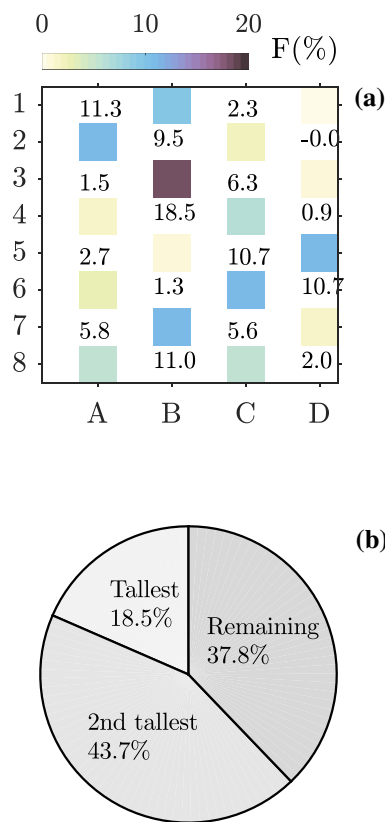 0 10 20
F(%)
(a)
1 11.3 2.3
2 9.5 -0.0
3 1.5 6.3
4 18.5 0.9
5 2.7 10.7
6 1.3 10.7
7 5.8 5.6
8 11.0 2.0
A B C D
(b)
Tallest
18.5%
Remaining
37.8%
2nd tallest
43.7%